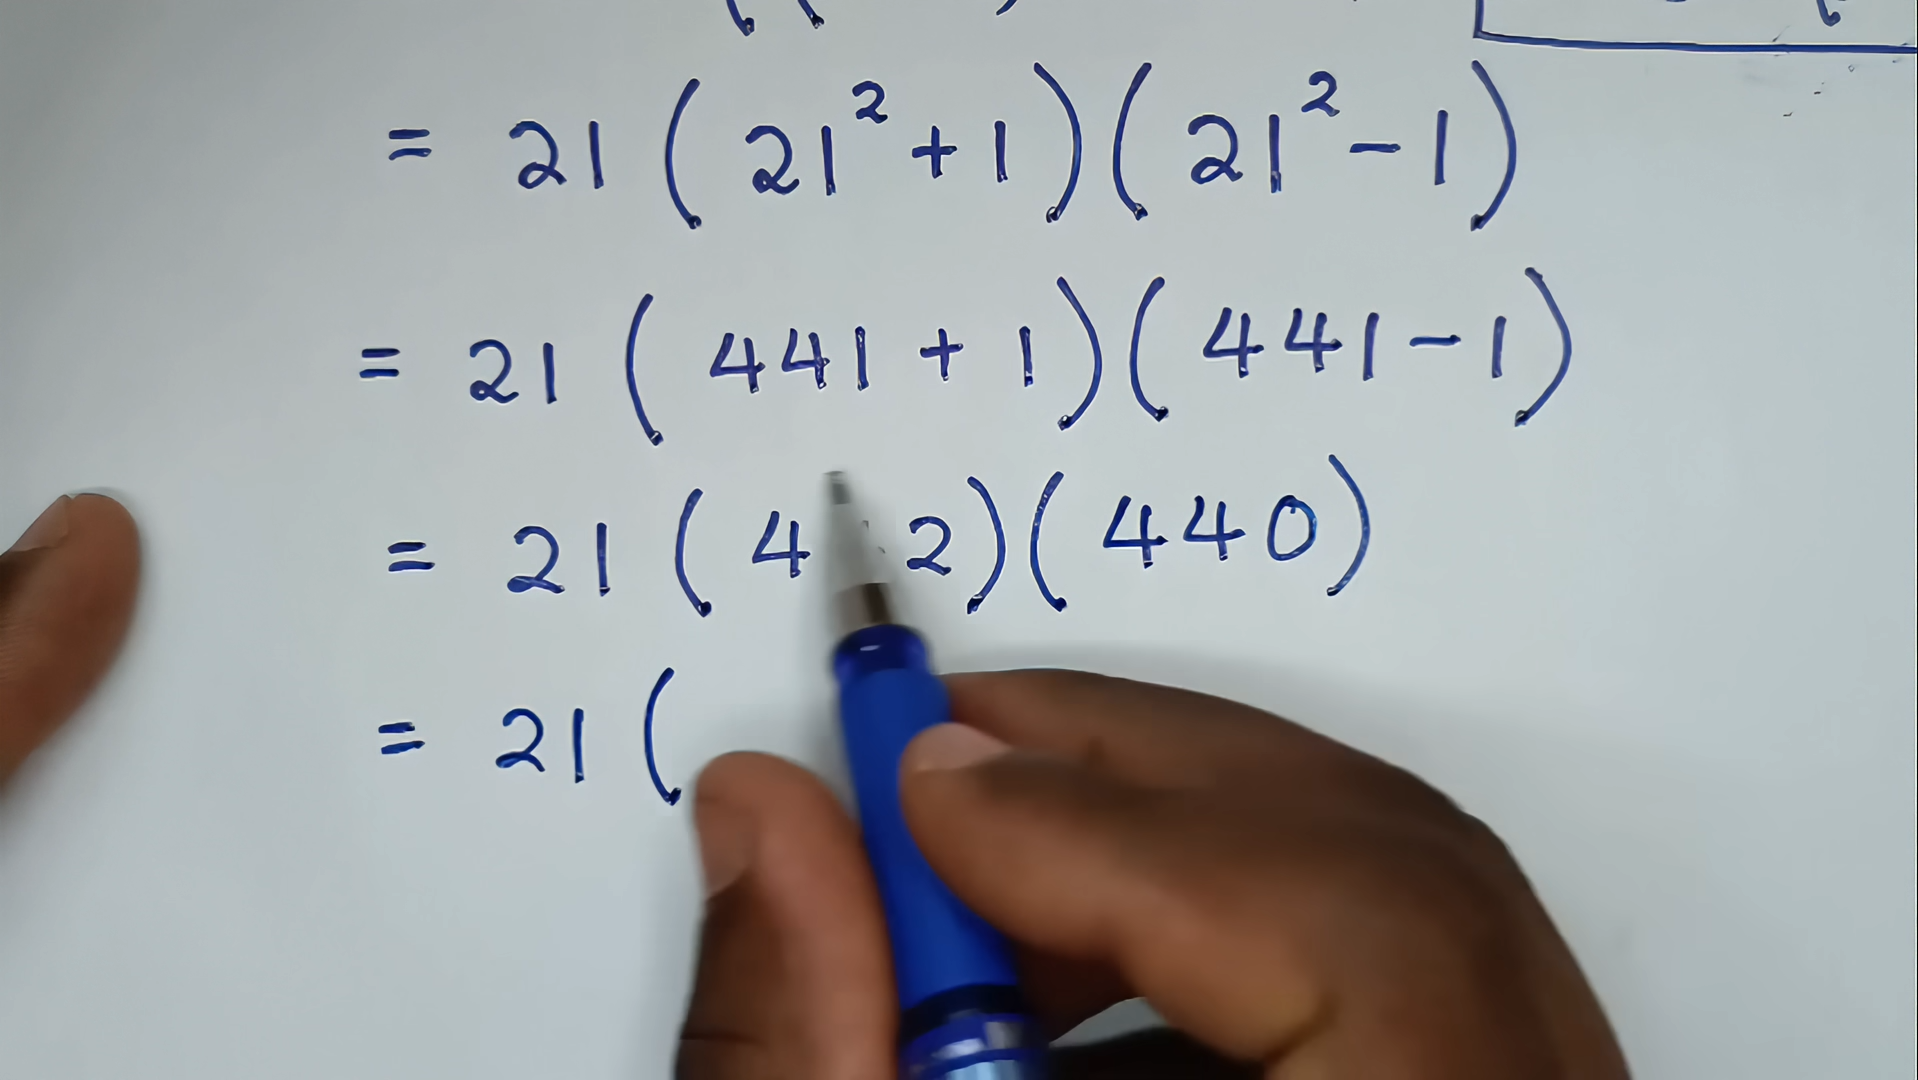 = 21 ( 21² + 1 ) ( 21² - 1 )
= 21 ( 441 + 1 ) ( 441 - 1 )
= 21 ( 4 2 ) ( 440 )
= 21 (